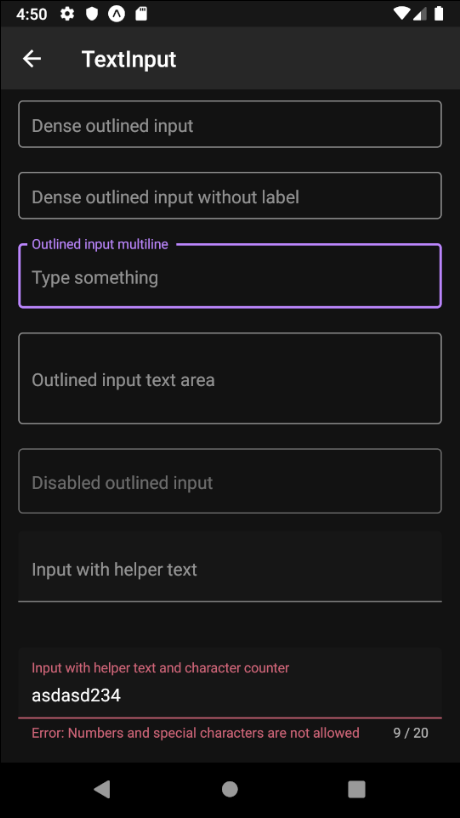 4:50
TextInput
Dense outlined input
Dense outlined input without label
Outlined input multiline
Type something
Outlined input text area
Disabled outlined input
Input with helper text
Input with helper text and character counter
asdasd234
Error: Numbers and special characters are not allowed 9 / 20